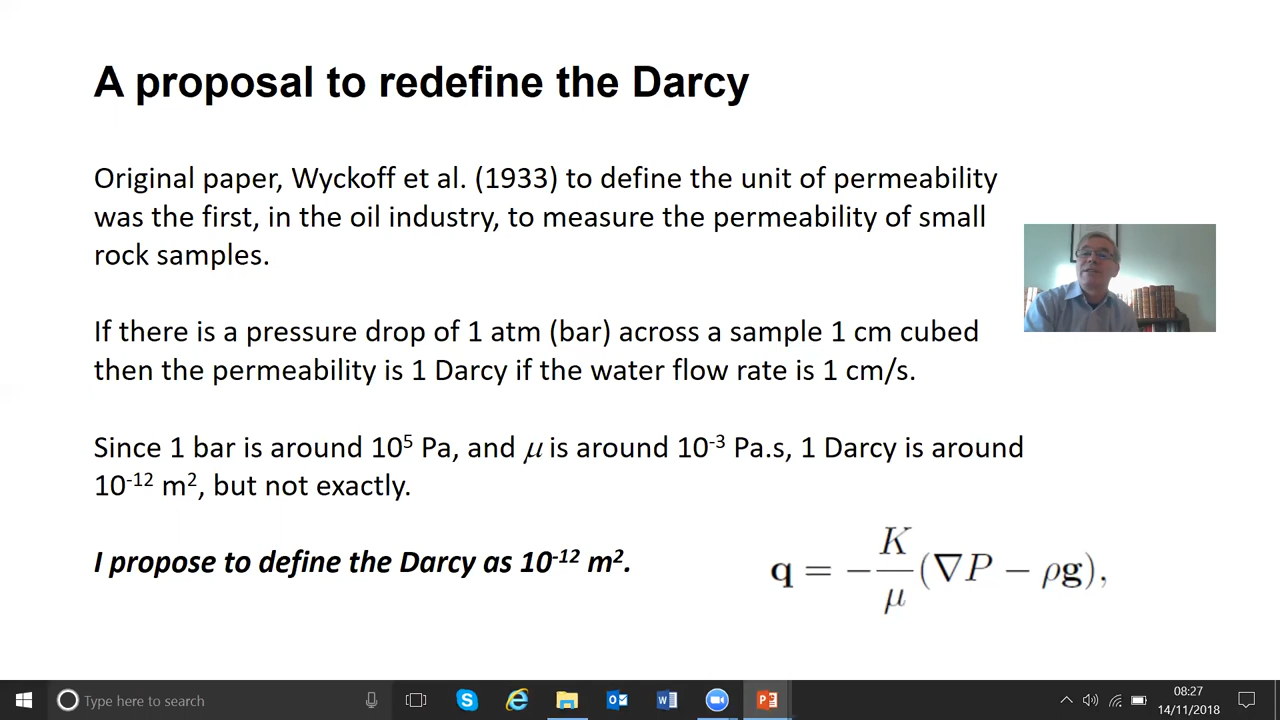 A proposal to redefine the Darcy
Original paper, Wyckoff et al. (1933) to define the unit of permeability
was the first, in the oil industry, to measure the permeability of small
rock samples.
If there is a pressure drop of 1 atm (bar) across a sample 1 cm cubed
then the permeability is 1 Darcy if the water flow rate is 1 cm/s.
Since 1 bar is around 10⁵ Pa, and μ is around 10⁻³ Pa.s, 1 Darcy is around
10⁻¹² m², but not exactly.
I propose to define the Darcy as 10⁻¹² m².
q = −K/μ (∇P − ρg),
Type here to search
08:27
14/11/2018